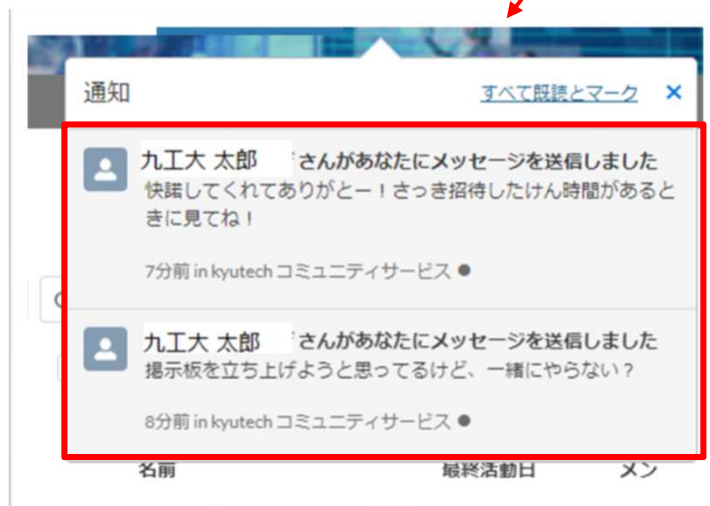 通知 すべて既読とマーク ×
九工大 太郎 さんがあなたにメッセージを送信しました
快諾してくれてありがとー！さっき招待したけん時間があると
きに見てね！
7分前 in kyutech コミュニティサービス ●
九工大 太郎 さんがあなたにメッセージを送信しました
掲示板を立ち上げようと思ってるけど、一緒にやらない？
8分前 in kyutech コミュニティサービス ●
名前 最終活動日 メン